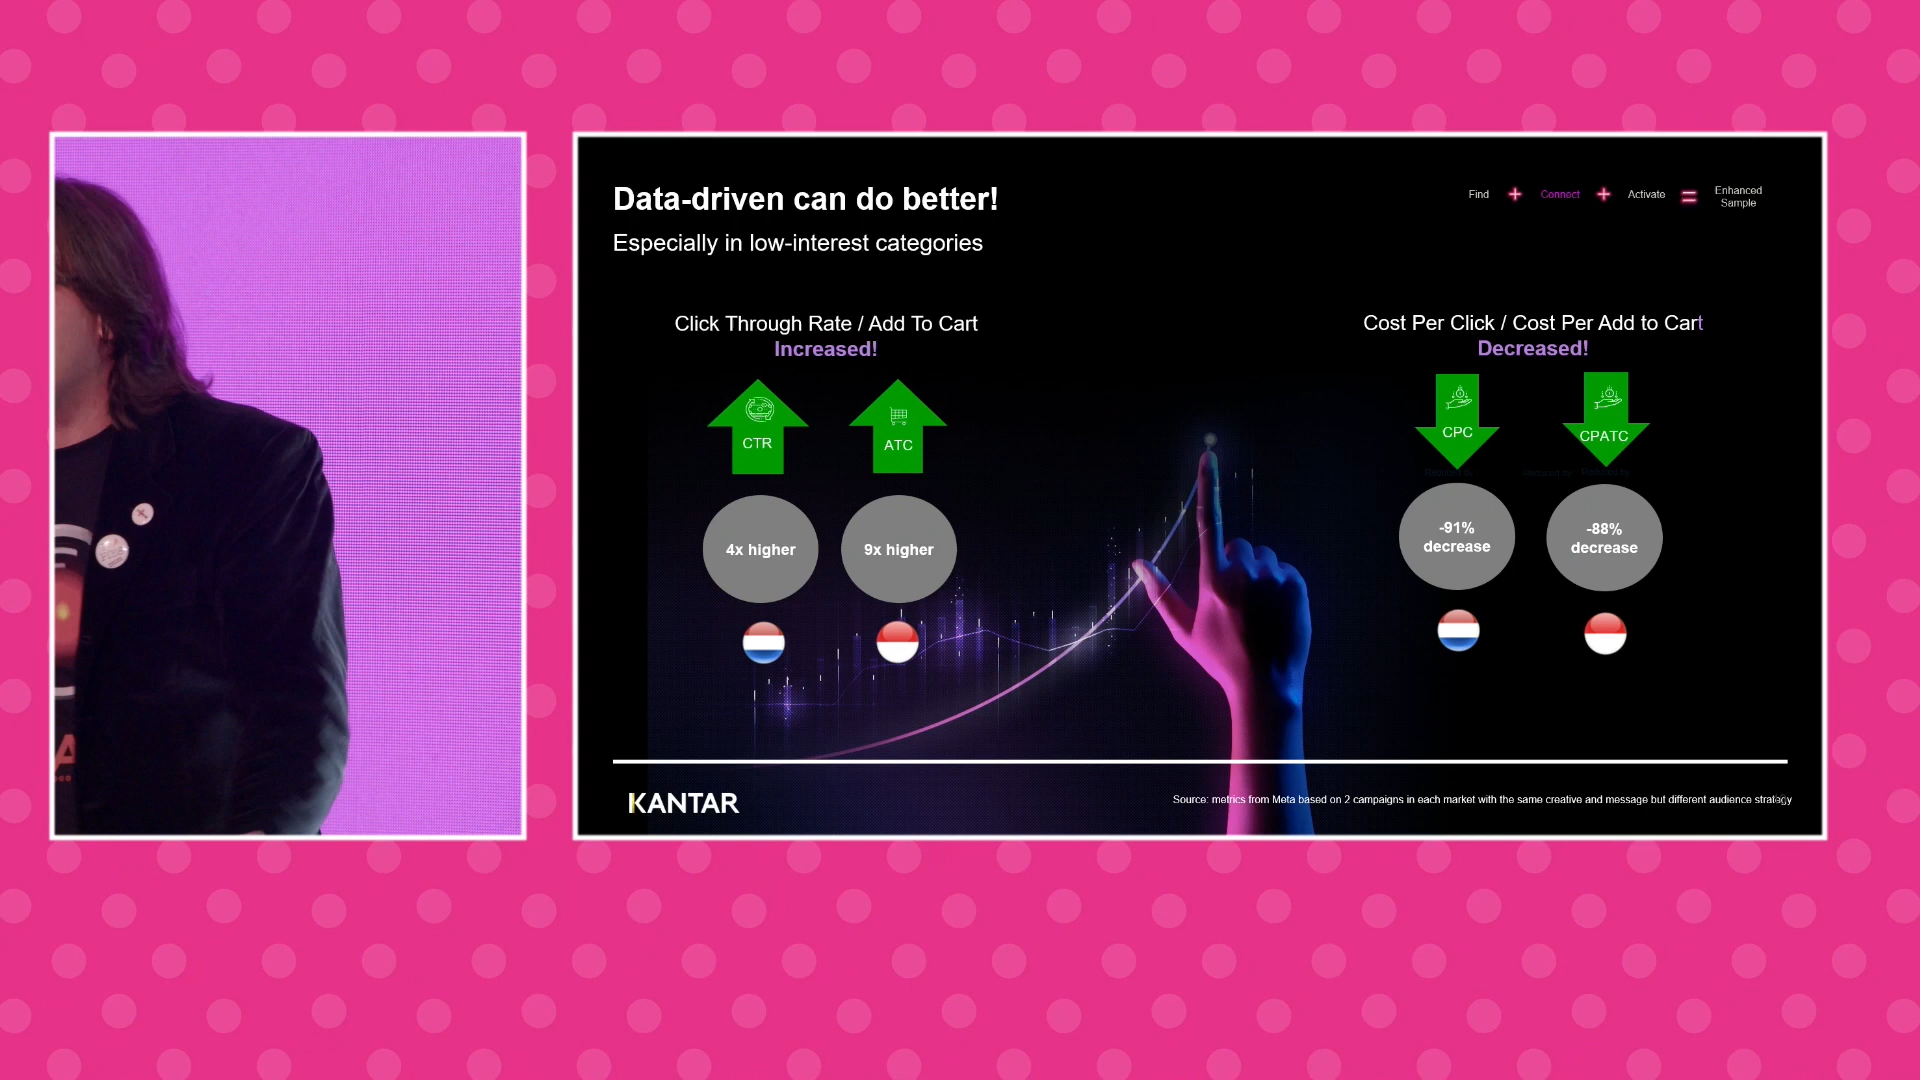 Data-driven can do better!
Especially in low-interest categories
Find + Connect + Activate = Enhanced
Sample
Click Through Rate / Add To Cart
Increased!
Cost Per Click / Cost Per Add to Cart
Decreased!
CTR
ATC
CPC
CPATC
4x higher
9x higher
-91%
decrease
-88%
decrease
KANTAR
Source: metrics from Meta based on 2 campaigns in each market with the same creative and message but different audience strategy